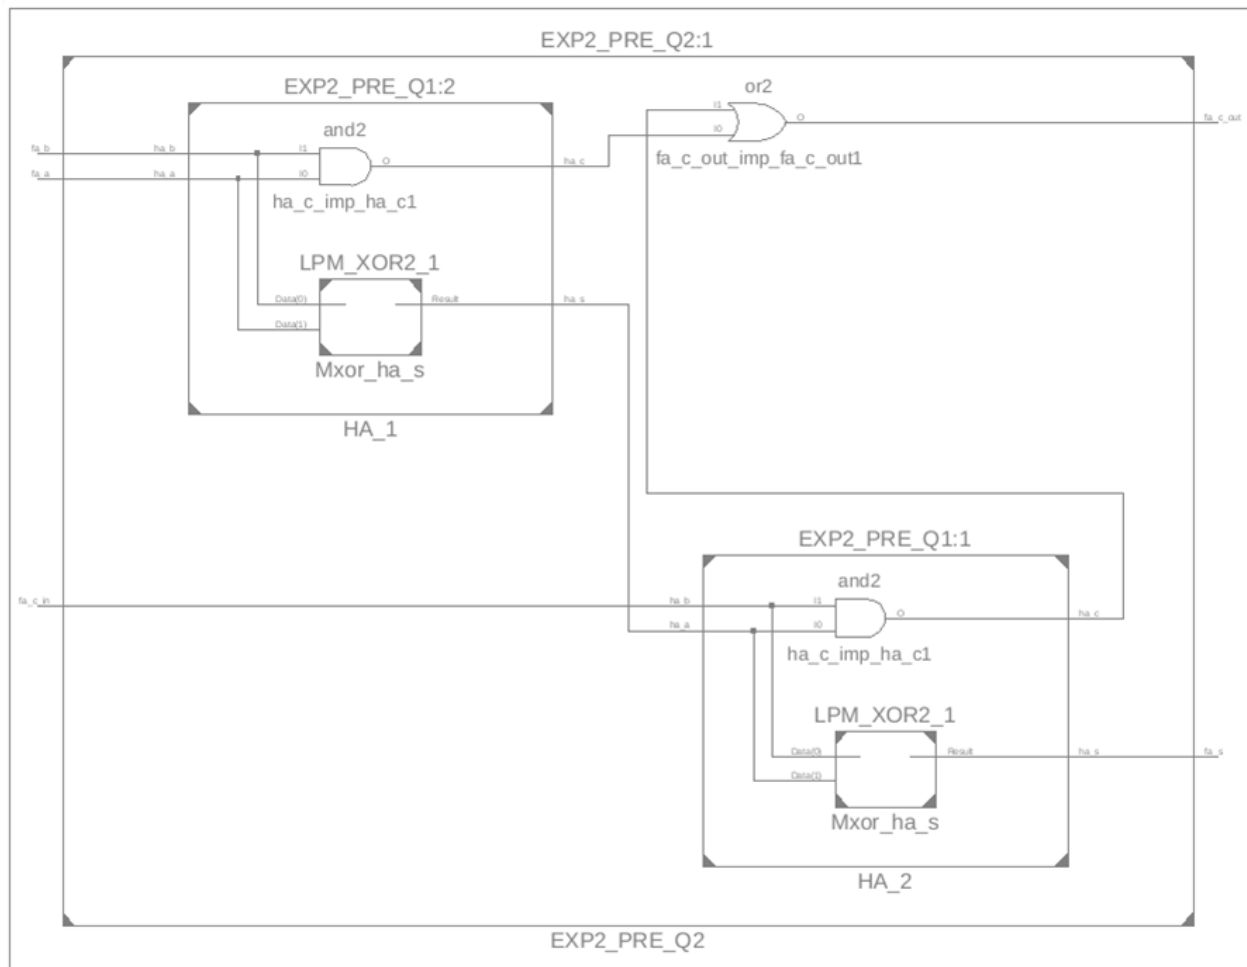 EXP2_PRE_Q2:1
EXP2_PRE_Q1:2
or2
and2
I1
O
fa_c_out
I0
fa_c_out_imp_fa_c_out1
fa_b
ha_b
I1
O
ha_c
fa_a
ha_a
I0
ha_c_imp_ha_c1
LPM_XOR2_1
Data(0)
Result
ha_s
Data(1)
Mxor_ha_s
HA_1
EXP2_PRE_Q1:1
and2
fa_c_in
ha_b
I1
O
ha_c
ha_a
I0
ha_c_imp_ha_c1
LPM_XOR2_1
Data(0)
Result
ha_s
fa_s
Data(1)
Mxor_ha_s
HA_2
EXP2_PRE_Q2